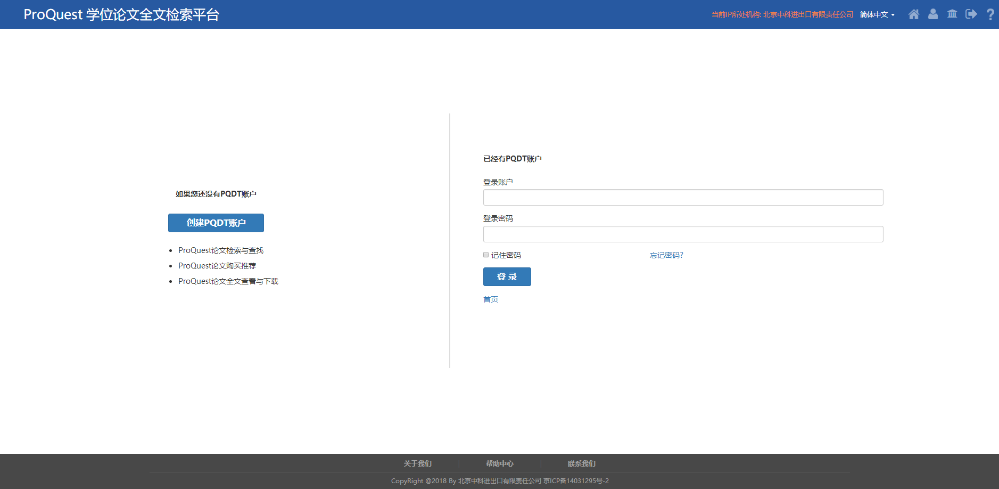 ProQuest 学位论文全文检索平台
当前IP所处机构: 北京中科进出口有限责任公司 简体中文
如果您还没有PQDT账户
创建PQDT账户
ProQuest论文检索与查找
ProQuest论文购买推荐
ProQuest论文全文查看与下载
已经有PQDT账户
登录账户
登录密码
记住密码 忘记密码?
登 录
首页
关于我们 | 帮助中心 | 联系我们
CopyRight @2018 By 北京中科进出口有限责任公司 京ICP备14031295号-2